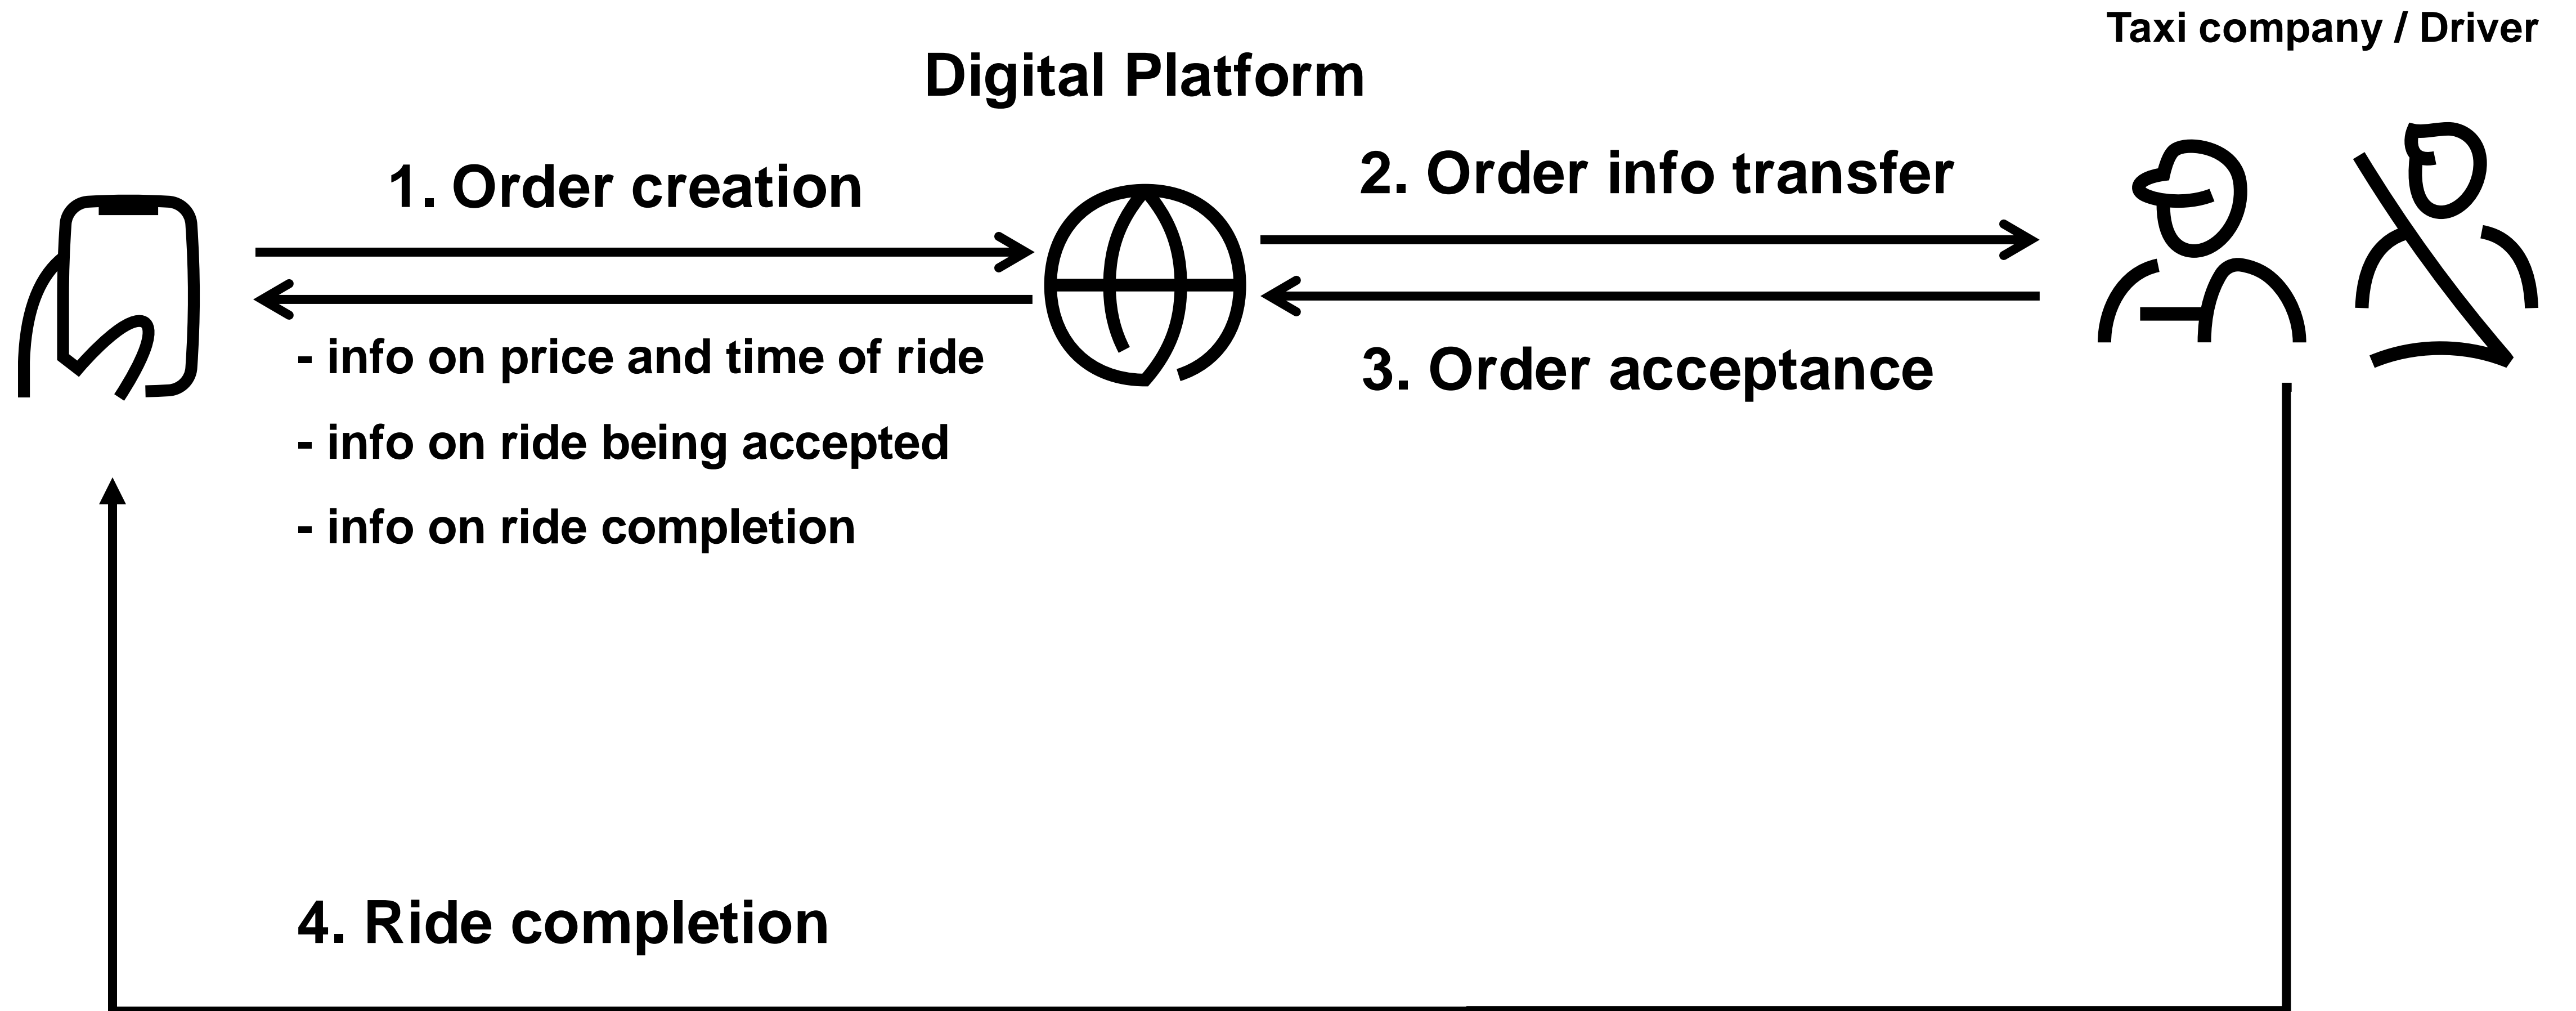 Taxi company / Driver
Digital Platform
1. Order creation
2. Order info transfer
- info on price and time of ride
3. Order acceptance
- info on ride being accepted
- info on ride completion
4. Ride completion